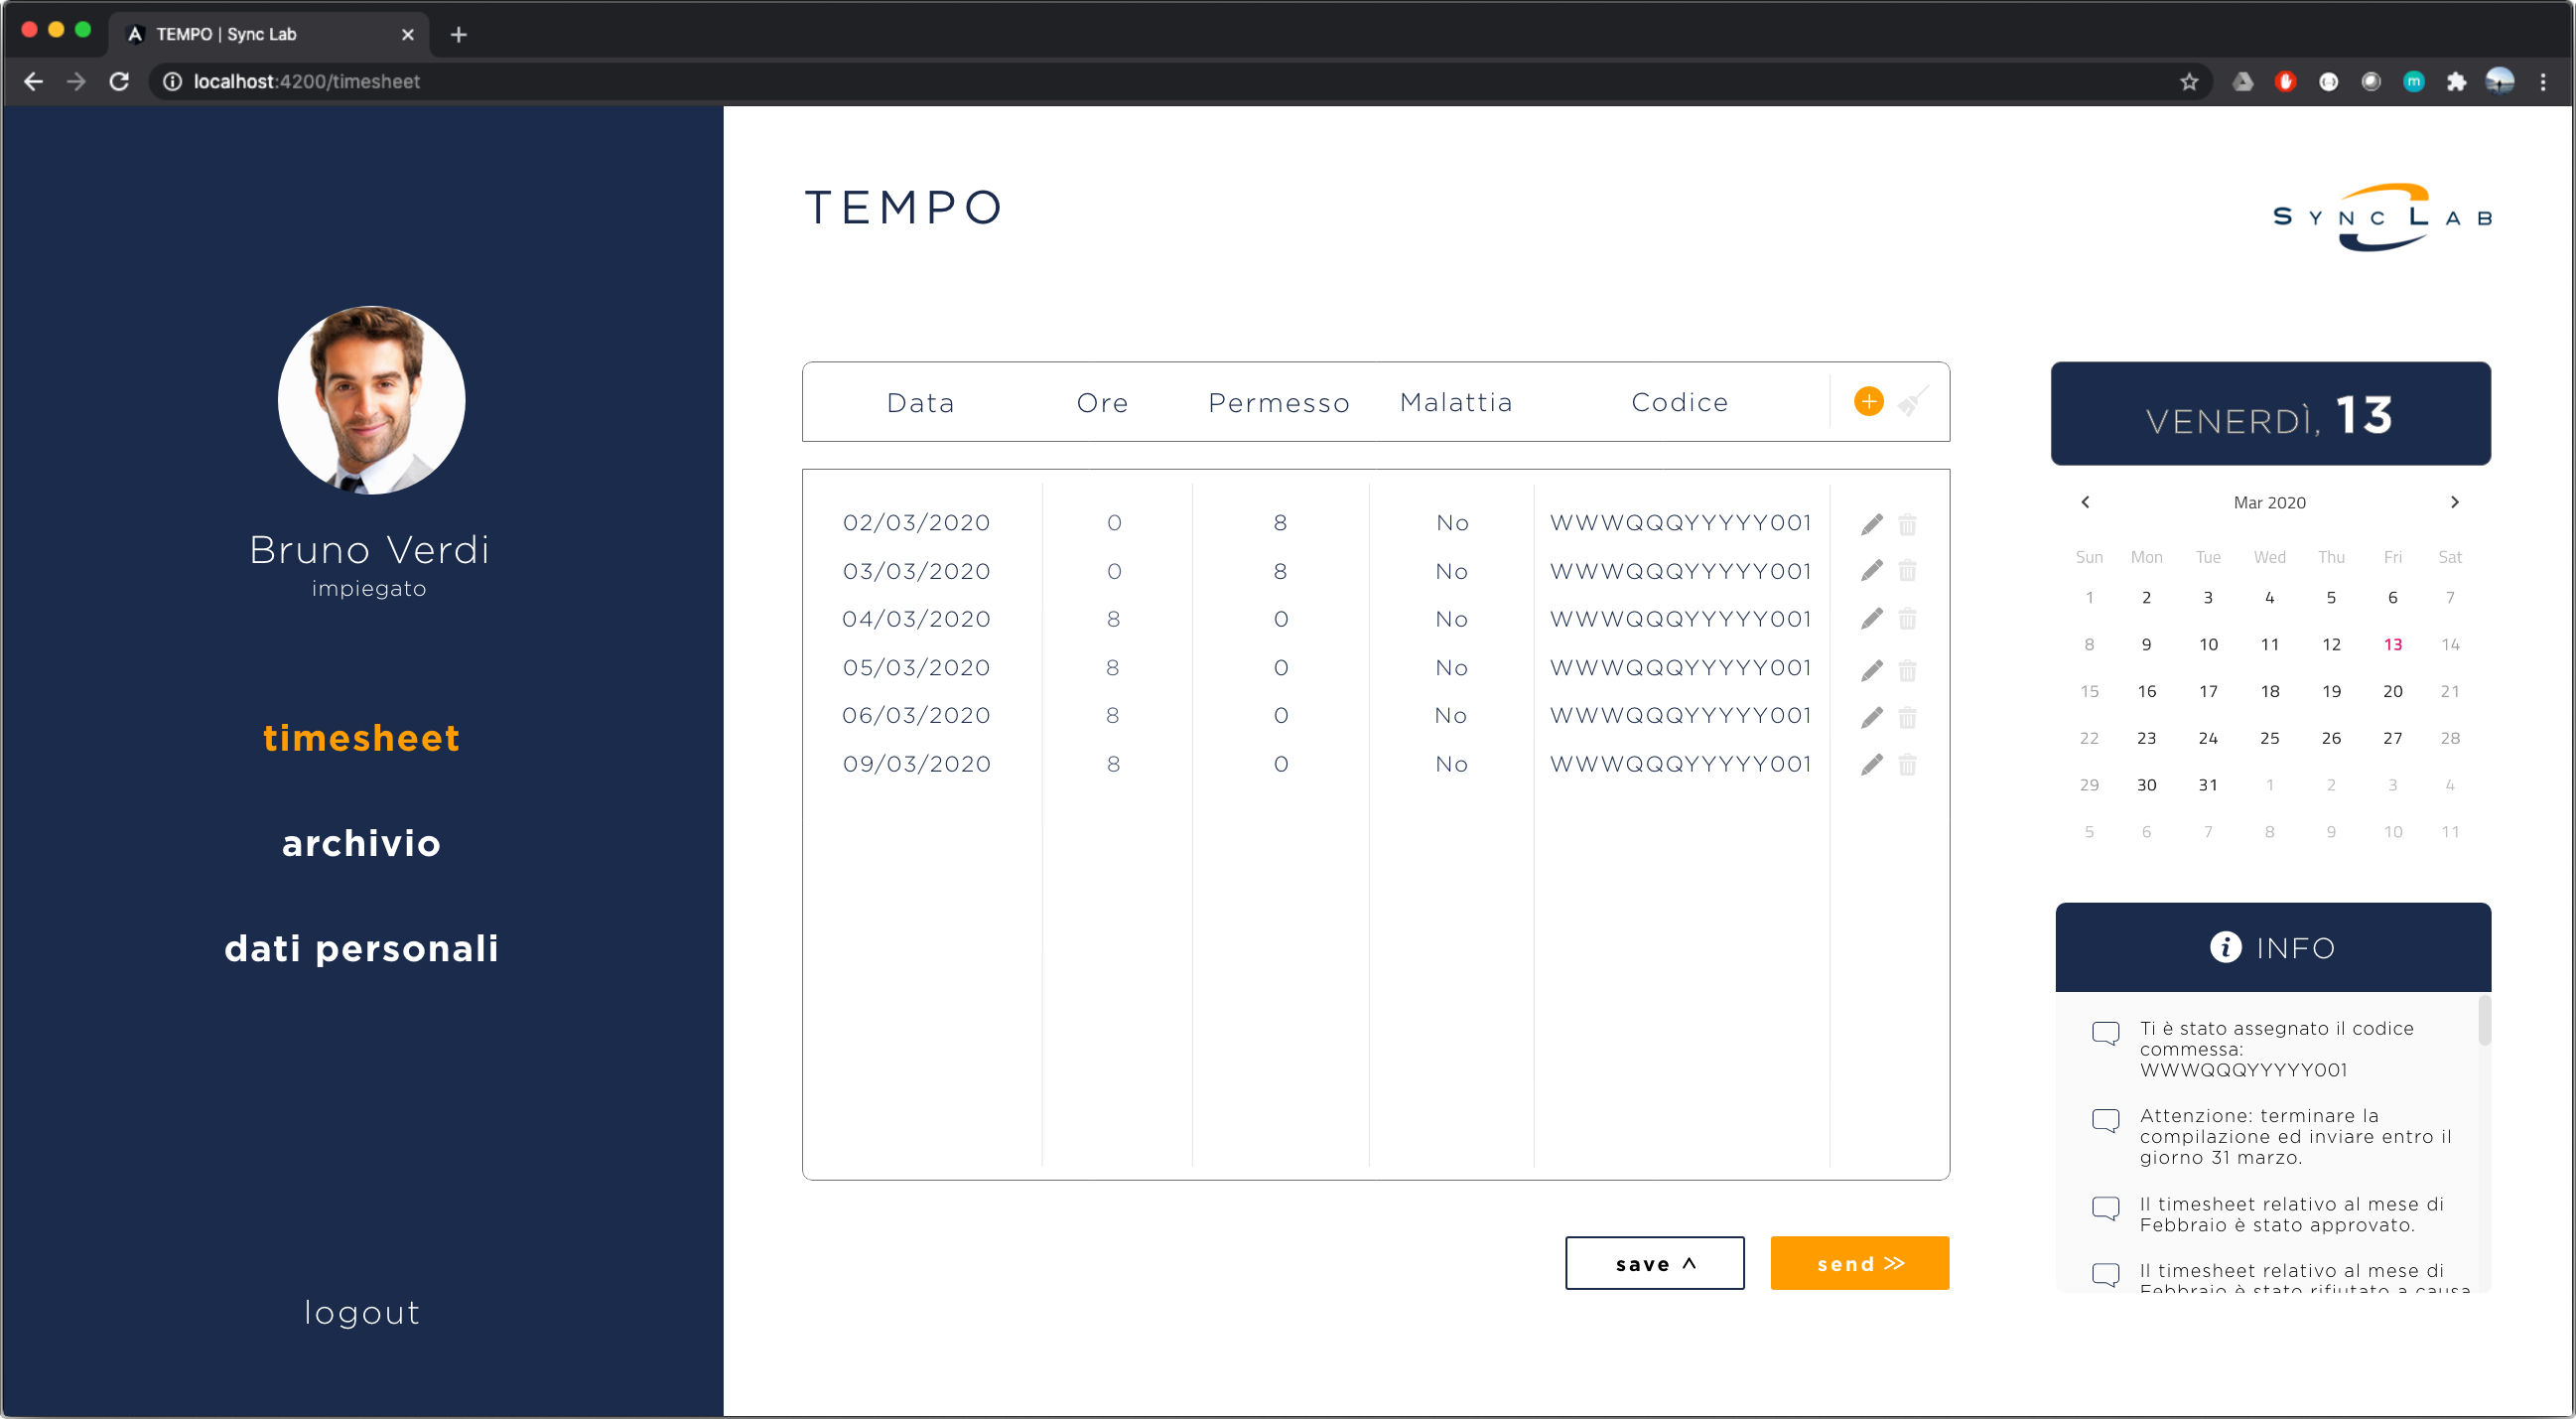 TEMPO | Sync Lab
localhost:4200/timesheet
TEMPO
SYNC LAB
Bruno Verdi
impiegato
timesheet
archivio
dati personali
logout
Data Ore Permesso Malattia Codice
02/03/2020 0 8 No WWWQQQYYYYY001
03/03/2020 0 8 No WWWQQQYYYYY001
04/03/2020 8 0 No WWWQQQYYYYY001
05/03/2020 8 0 No WWWQQQYYYYY001
06/03/2020 8 0 No WWWQQQYYYYY001
09/03/2020 8 0 No WWWQQQYYYYY001
save ^
send >>
VENERDÌ, 13
Mar 2020
Sun Mon Tue Wed Thu Fri Sat
1 2 3 4 5 6 7
8 9 10 11 12 13 14
15 16 17 18 19 20 21
22 23 24 25 26 27 28
29 30 31 1 2 3 4
5 6 7 8 9 10 11
i INFO
Ti è stato assegnato il codice
commessa:
WWWQQQYYYYY001
Attenzione: terminare la
compilazione ed inviare entro il
giorno 31 marzo.
Il timesheet relativo al mese di
Febbraio è stato approvato.
Il timesheet relativo al mese di
Febbraio è stato rifiutato a causa